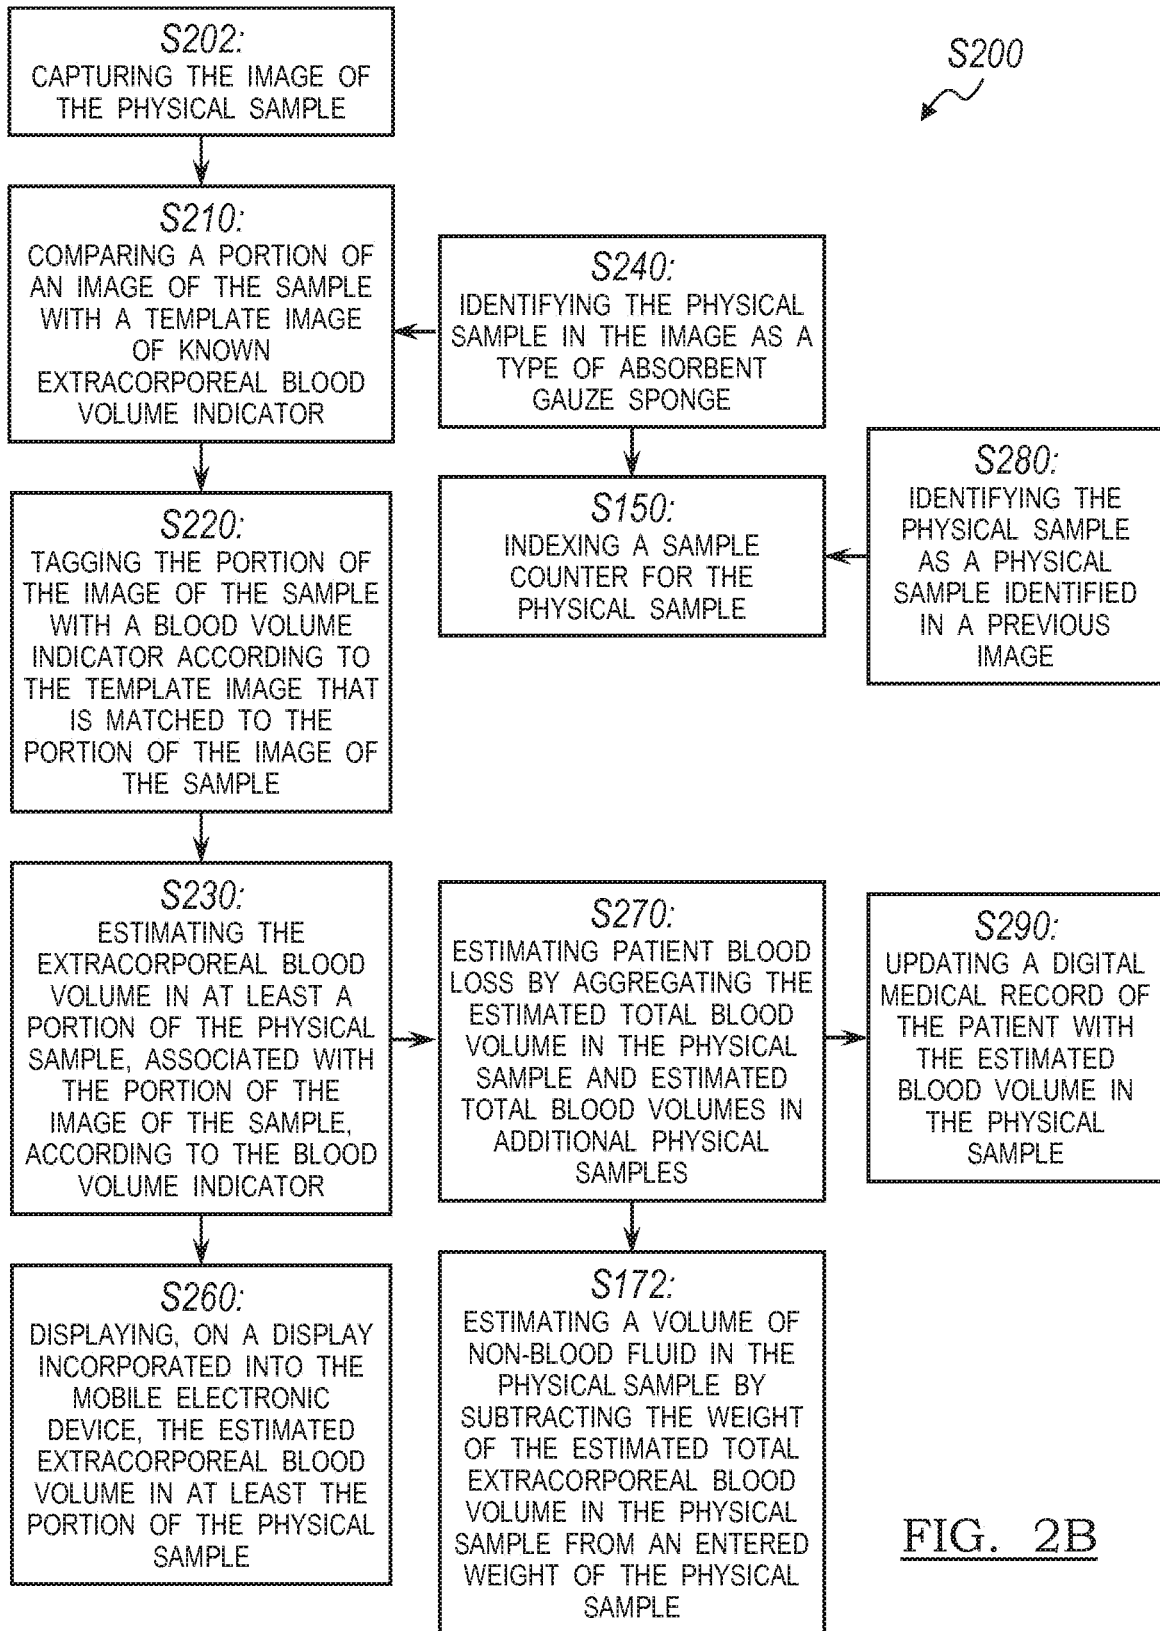 S202:
CAPTURING THE IMAGE OF
THE PHYSICAL SAMPLE
S200
S210:
COMPARING A PORTION OF
AN IMAGE OF THE SAMPLE
WITH A TEMPLATE IMAGE
OF KNOWN
EXTRACORPOREAL BLOOD
VOLUME INDICATOR
S240:
IDENTIFYING THE PHYSICAL
SAMPLE IN THE IMAGE AS A
TYPE OF ABSORBENT
GAUZE SPONGE
S280:
IDENTIFYING THE
PHYSICAL SAMPLE
AS A PHYSICAL
SAMPLE IDENTIFIED
IN A PREVIOUS
IMAGE
S150:
INDEXING A SAMPLE
COUNTER FOR THE
PHYSICAL SAMPLE
S220:
TAGGING THE PORTION OF
THE IMAGE OF THE SAMPLE
WITH A BLOOD VOLUME
INDICATOR ACCORDING TO
THE TEMPLATE IMAGE THAT
IS MATCHED TO THE
PORTION OF THE IMAGE OF
THE SAMPLE
S230:
ESTIMATING THE
EXTRACORPOREAL BLOOD
VOLUME IN AT LEAST A
PORTION OF THE PHYSICAL
SAMPLE, ASSOCIATED WITH
THE PORTION OF THE
IMAGE OF THE SAMPLE,
ACCORDING TO THE BLOOD
VOLUME INDICATOR
S270:
ESTIMATING PATIENT BLOOD
LOSS BY AGGREGATING THE
ESTIMATED TOTAL BLOOD
VOLUME IN THE PHYSICAL
SAMPLE AND ESTIMATED
TOTAL BLOOD VOLUMES IN
ADDITIONAL PHYSICAL
SAMPLES
S290:
UPDATING A DIGITAL
MEDICAL RECORD OF
THE PATIENT WITH
THE ESTIMATED
BLOOD VOLUME IN
THE PHYSICAL
SAMPLE
S260:
DISPLAYING, ON A DISPLAY
INCORPORATED INTO THE
MOBILE ELECTRONIC
DEVICE, THE ESTIMATED
EXTRACORPOREAL BLOOD
VOLUME IN AT LEAST THE
PORTION OF THE PHYSICAL
SAMPLE
S172:
ESTIMATING A VOLUME OF
NON-BLOOD FLUID IN THE
PHYSICAL SAMPLE BY
SUBTRACTING THE WEIGHT
OF THE ESTIMATED TOTAL
EXTRACORPOREAL BLOOD
VOLUME IN THE PHYSICAL
SAMPLE FROM AN ENTERED
WEIGHT OF THE PHYSICAL
SAMPLE
FIG. 2B